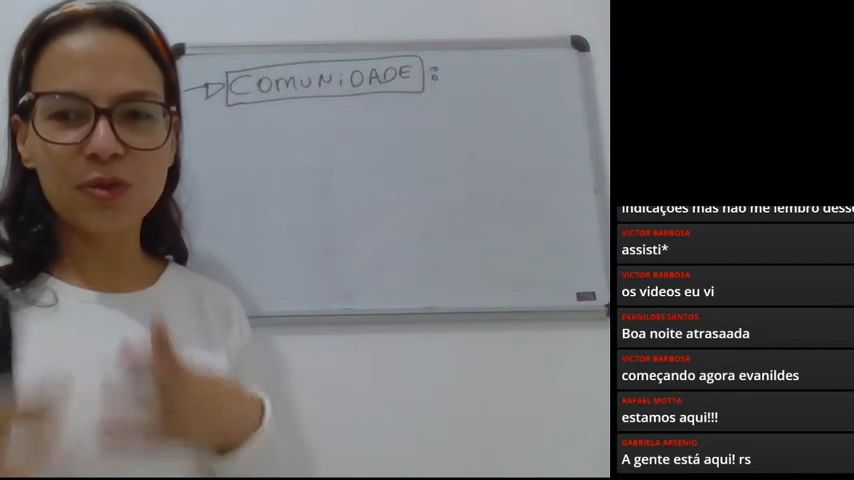 COMUNIDADE:
indicações mas não me lembro desse
VICTOR BARBOSA
assisti*
VICTOR BARBOSA
os videos eu vi
EVANILDES SANTOS
Boa noite atrasaada
VICTOR BARBOSA
começando agora evanildes
RAFAEL MOTTA
estamos aqui!!!
GABRIELA ARSENIO
A gente está aqui! rs